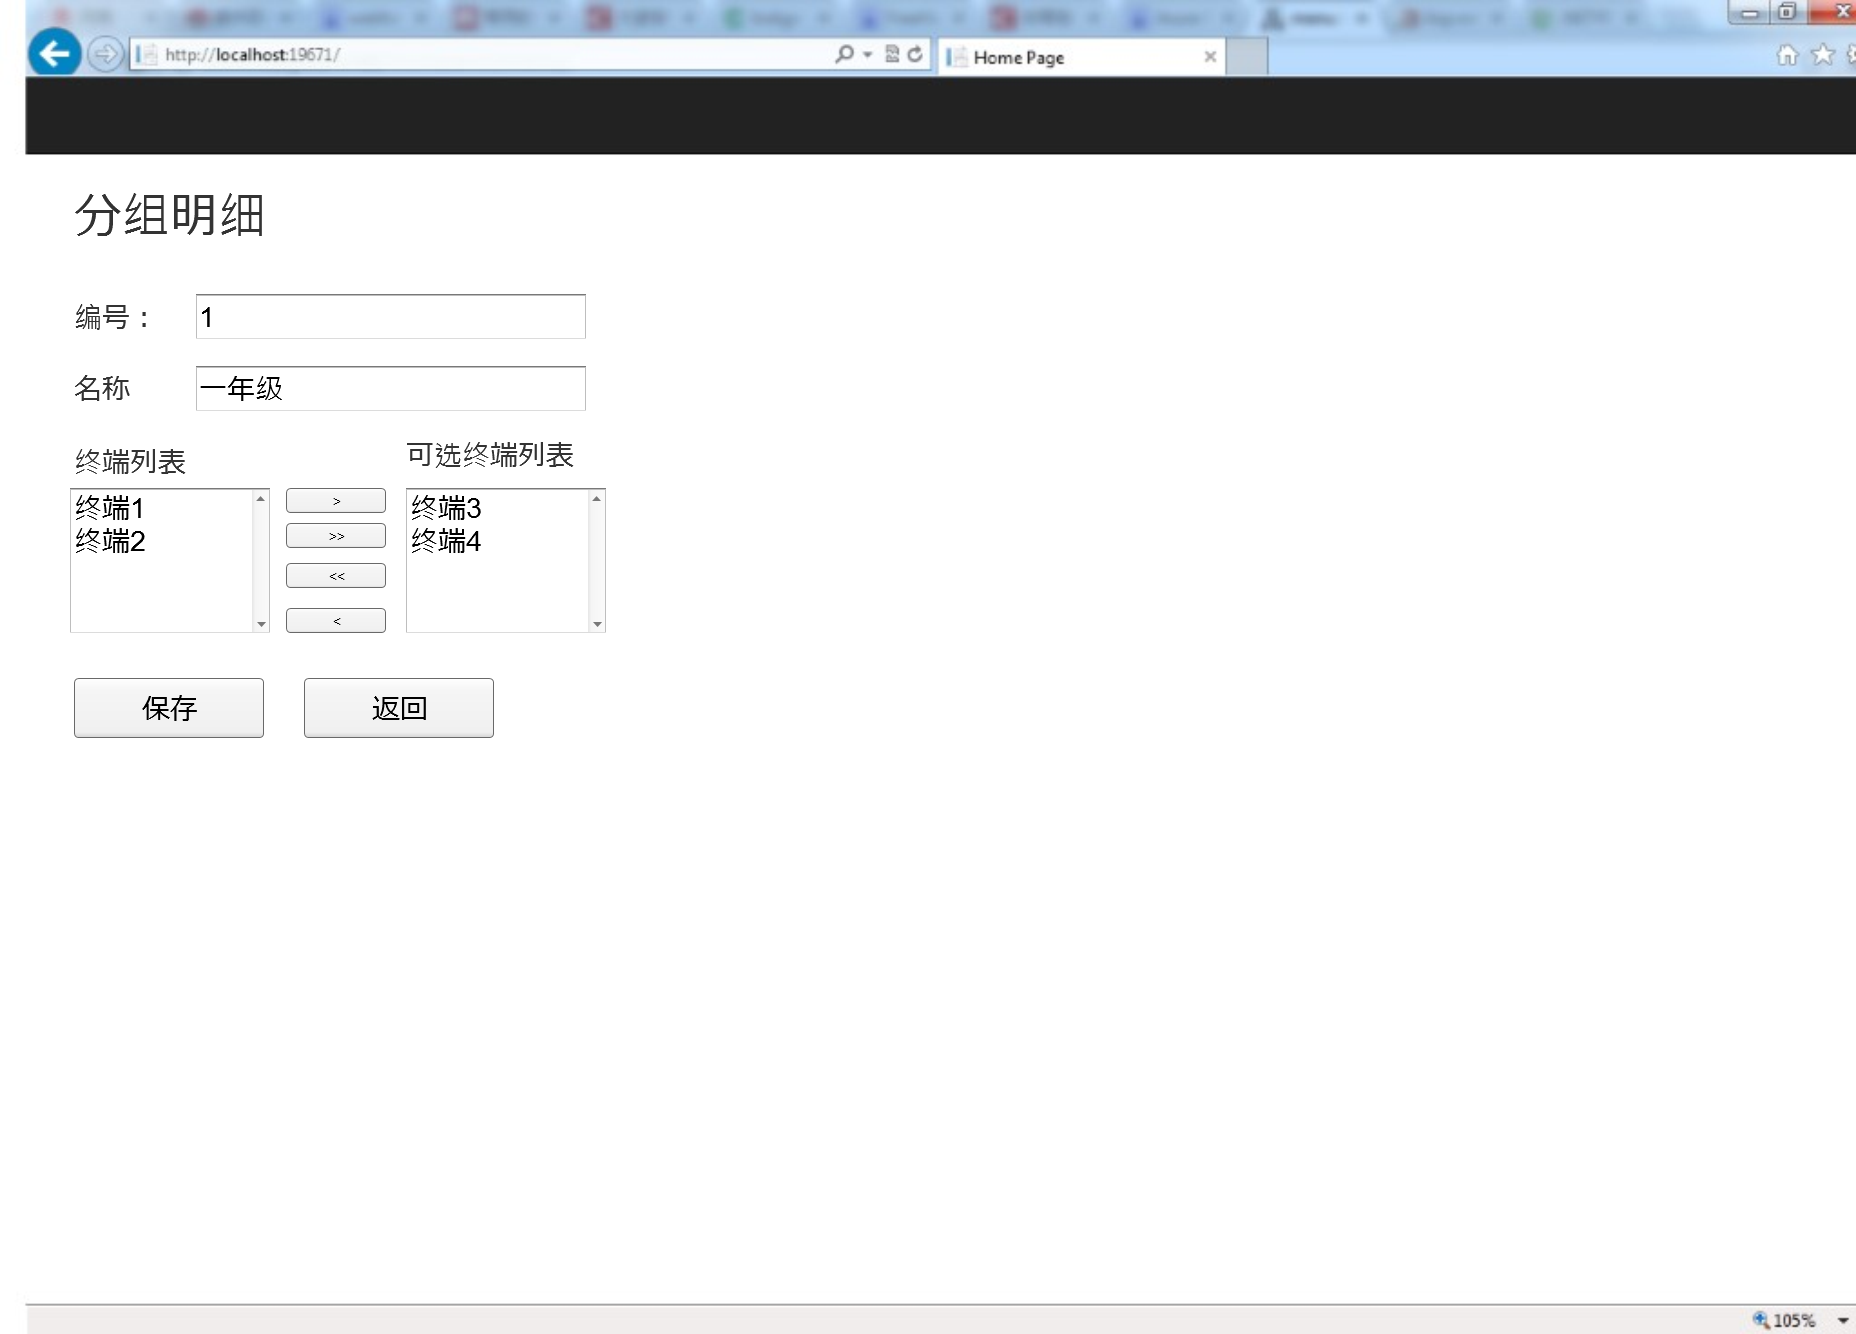 http://localhost:19671/
Home Page
分组明细
编号：
1
名称
一年级
终端列表
可选终端列表
终端1
终端2
>
>>
<<
<
终端3
终端4
保存
返回
105%